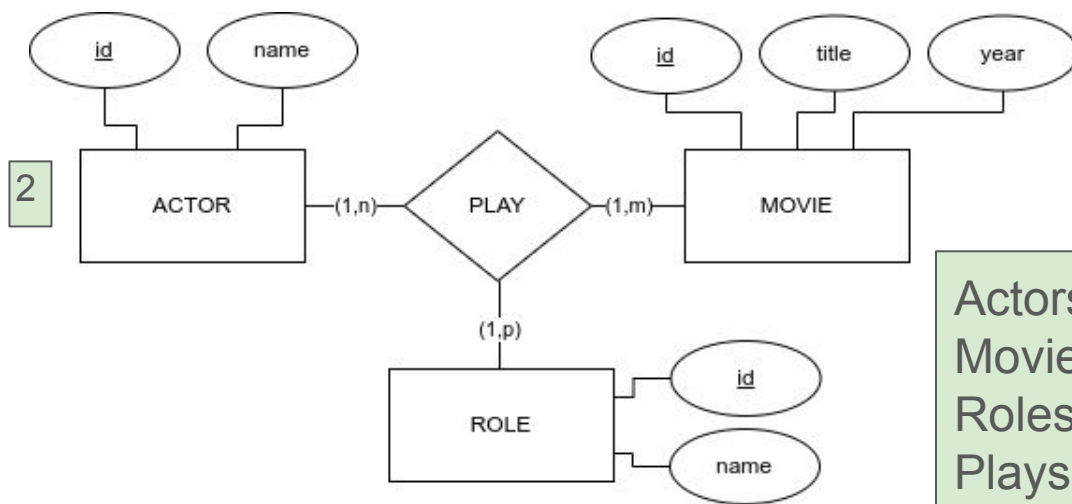 id
name
id
title
year
2
ACTOR
(1,n)
PLAY
(1,m)
MOVIE
(1,p)
ROLE
id
name
Actors
Movie
Roles
Plays